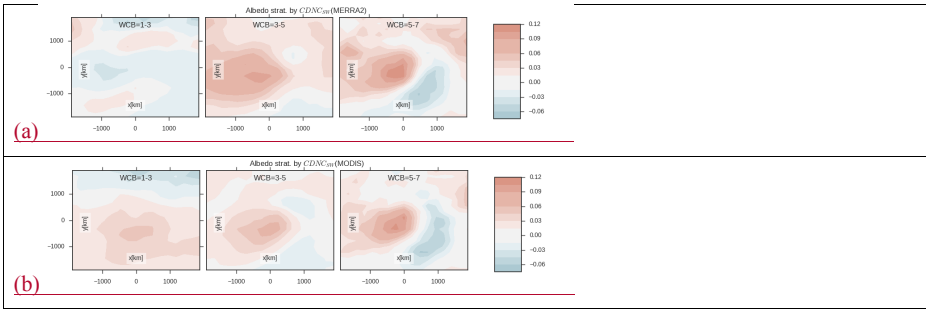 Albedo strat. by CDNC_SW(MERRA2)
WCB=1-3 WCB=3-5 WCB=5-7
1000
0
−1000
y[km] y[km] y[km]
x[km] x[km] x[km]
−1000 0 1000 −1000 0 1000 −1000 0 1000
0.12
0.09
0.06
0.03
0.00
−0.03
−0.06
(a)
Albedo strat. by CDNC_SW(MODIS)
WCB=1-3 WCB=3-5 WCB=5-7
1000
0
−1000
y[km] y[km] y[km]
x[km] x[km] x[km]
−1000 0 1000 −1000 0 1000 −1000 0 1000
0.12
0.09
0.06
0.03
0.00
−0.03
−0.06
(b)